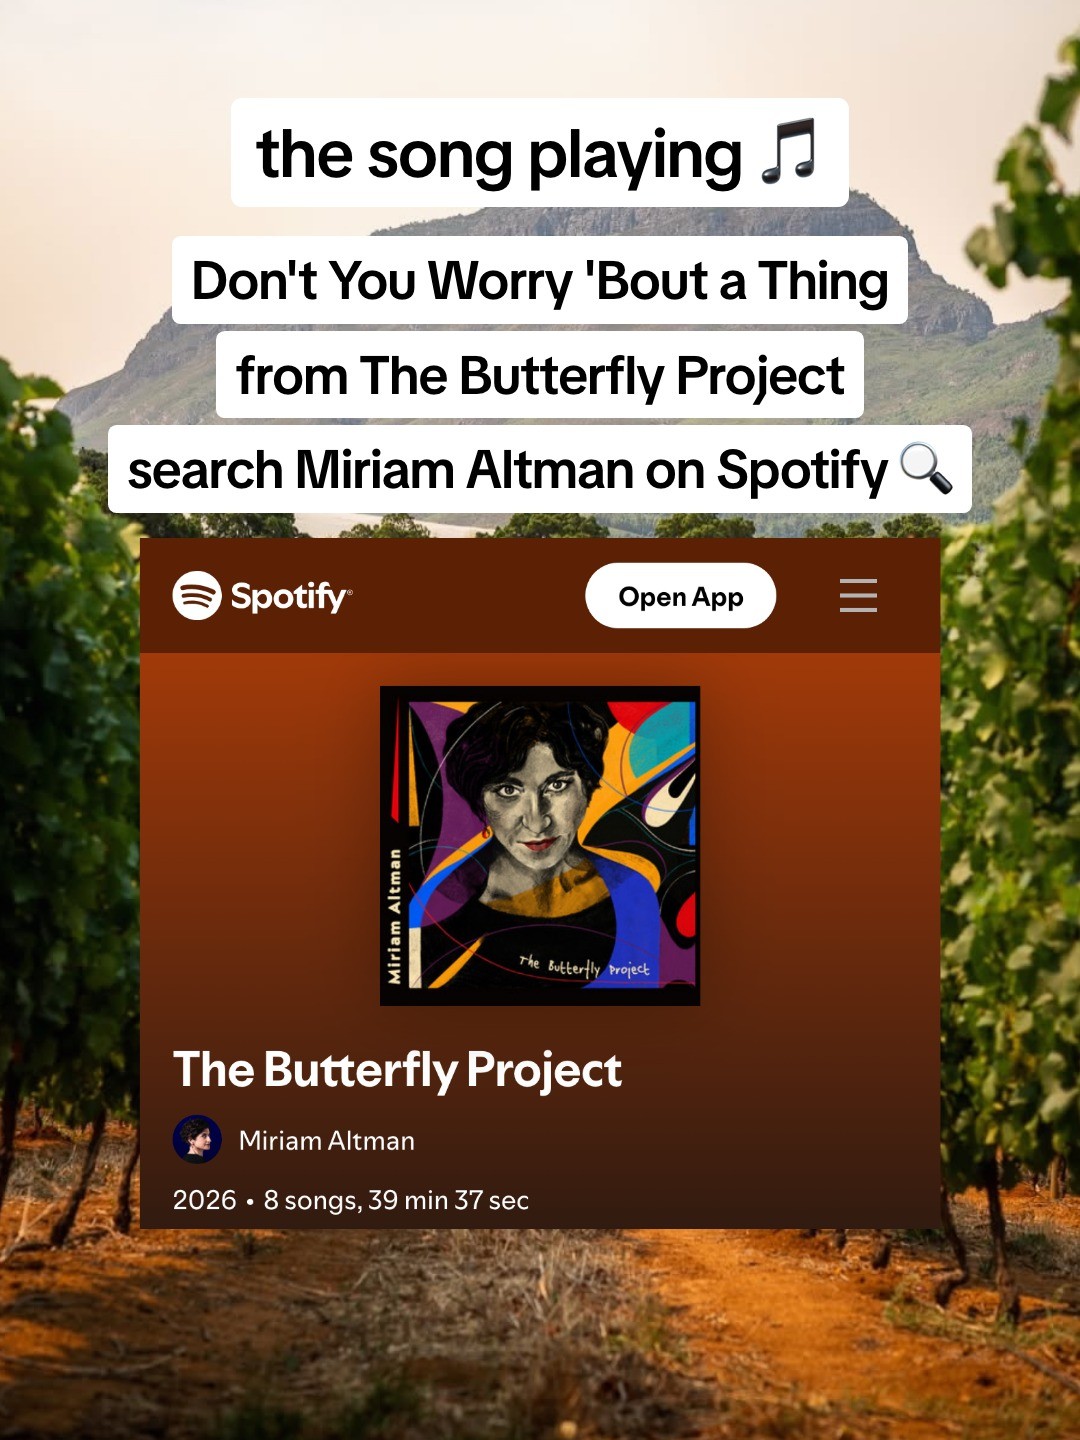 the song playing 🎵
Don't You Worry 'Bout a Thing
from The Butterfly Project
search Miriam Altman on Spotify 🔍
Spotify®
Open App
Miriam Altman
The Butterfly Project
The Butterfly Project
Miriam Altman
2026 • 8 songs, 39 min 37 sec